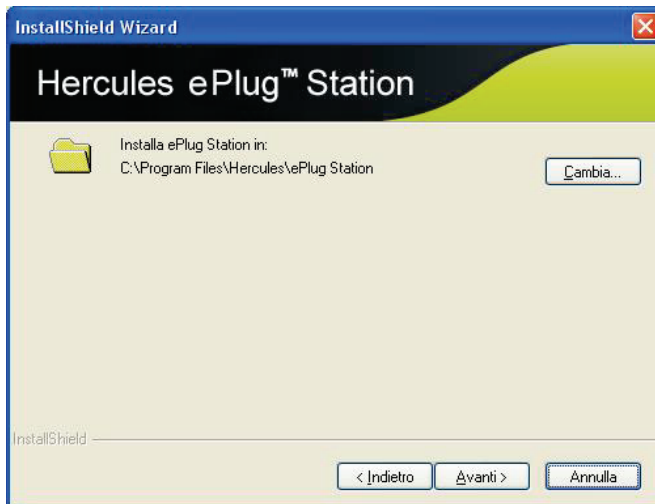 InstallShield Wizard
Hercules ePlug™ Station
Installa ePlug Station in:
C:\Program Files\Hercules\ePlug Station
Cambia...
InstallShield
< Indietro
Avanti >
Annulla